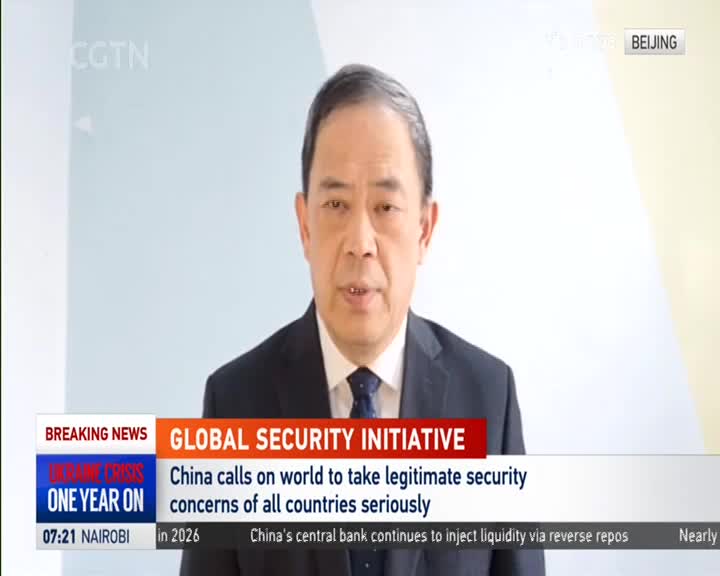 CGTN
BEIJING
BREAKING NEWS
GLOBAL SECURITY INITIATIVE
UKRAINE CRISIS
ONE YEAR ON
China calls on world to take legitimate security
concerns of all countries seriously
07:21 NAIROBI
in 2026 China's central bank continues to inject liquidity via reverse repos Nearly